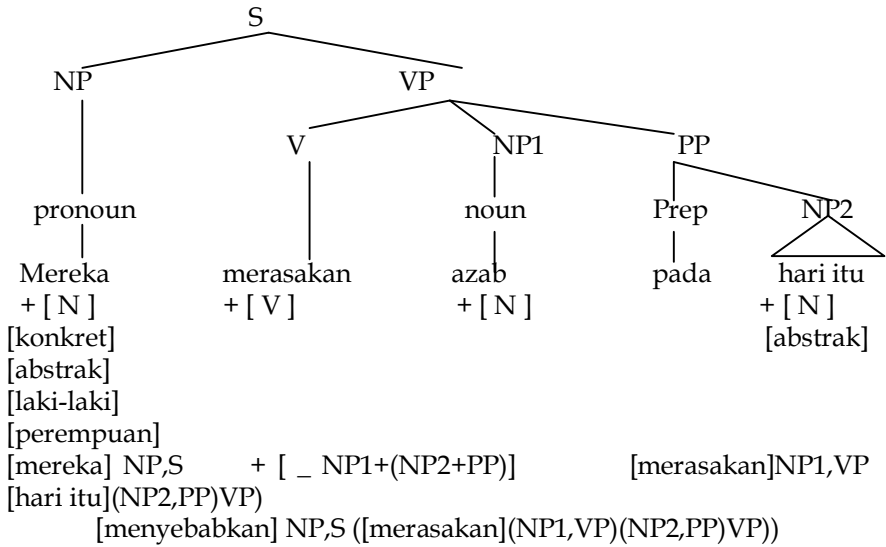 S
NP VP
V NP1 PP
pronoun noun Prep NP2
Mereka merasakan azab pada hari itu
+ [ N ] + [ V ] + [ N ] + [ N ]
[konkret] [abstrak]
[abstrak]
[laki-laki]
[perempuan]
[mereka] NP,S + [ _ NP1+(NP2+PP)] [merasakan]NP1,VP
[hari itu](NP2,PP)VP)
[menyebabkan] NP,S ([merasakan](NP1,VP)(NP2,PP)VP))